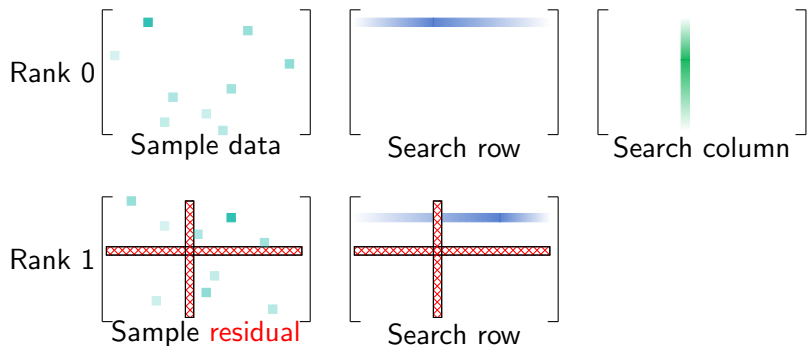 Rank 0
Sample data
Search row
Search column
Rank 1
Sample residual
Search row